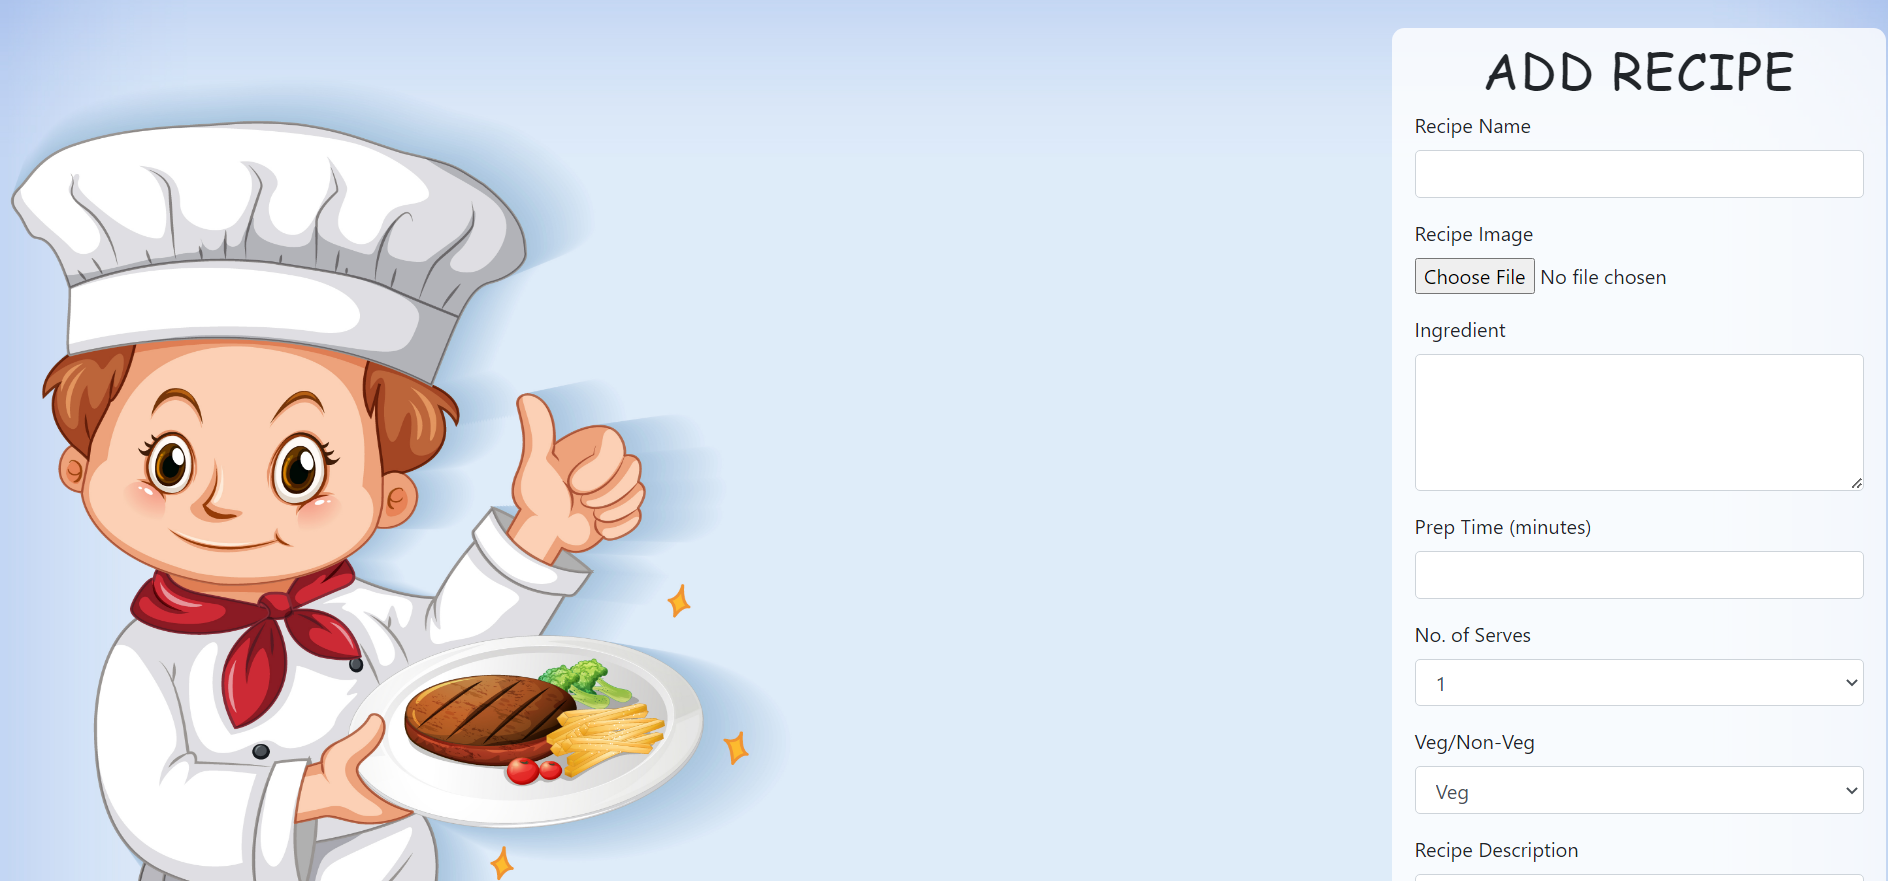 ADD RECIPE
Recipe Name
Recipe Image
Choose File No file chosen
Ingredient
Prep Time (minutes)
No. of Serves
1
Veg/Non-Veg
Veg
Recipe Description